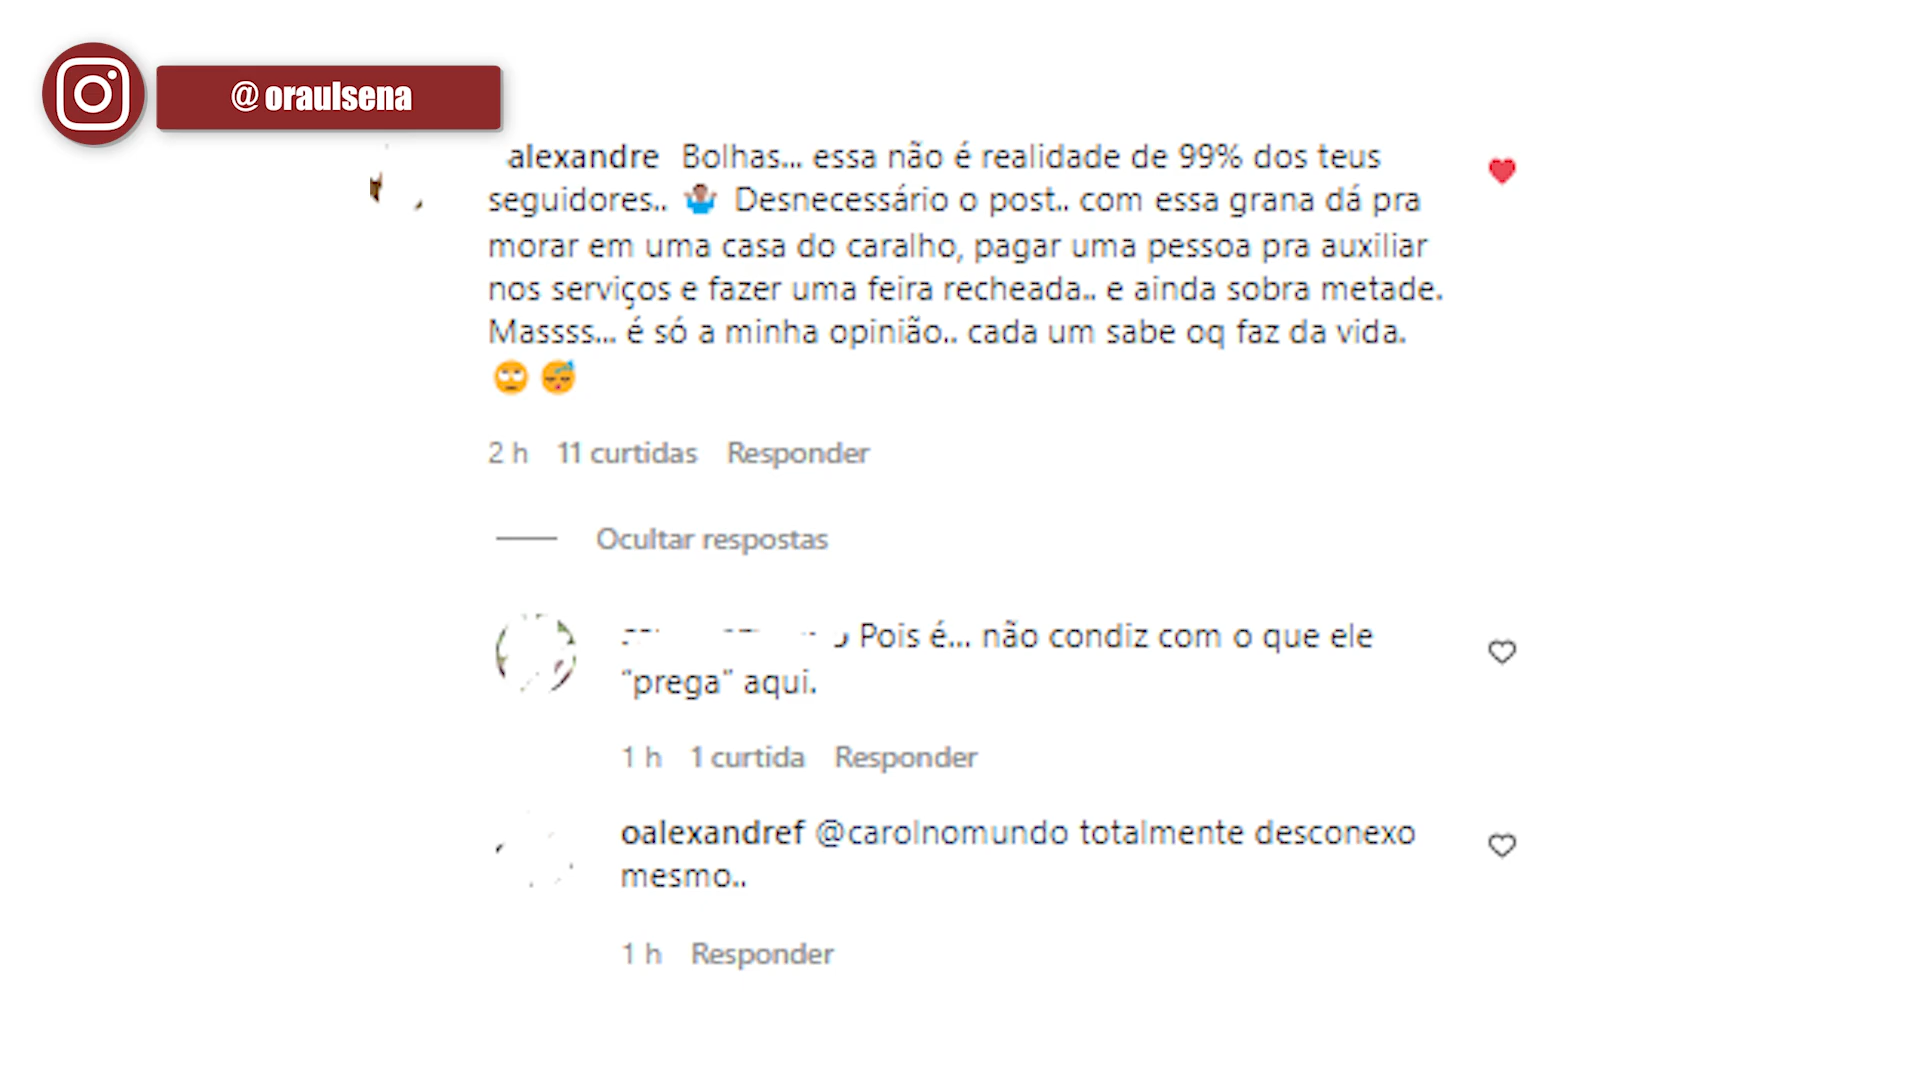 @oraulsena
alexandre Bolhas... essa não é realidade de 99% dos teus
seguidores.. 🤷🏽‍♂️ Desnecessário o post.. com essa grana dá pra
morar em uma casa do caralho, pagar uma pessoa pra auxiliar
nos serviços e fazer uma feira recheada.. e ainda sobra metade.
Massss... é só a minha opinião.. cada um sabe oq faz da vida.
🙄 😴
2 h 11 curtidas Responder
Ocultar respostas
Pois é... não condiz com o que ele
"prega" aqui.
1 h 1 curtida Responder
oalexandref @carolnomundo totalmente desconexo
mesmo..
1 h Responder